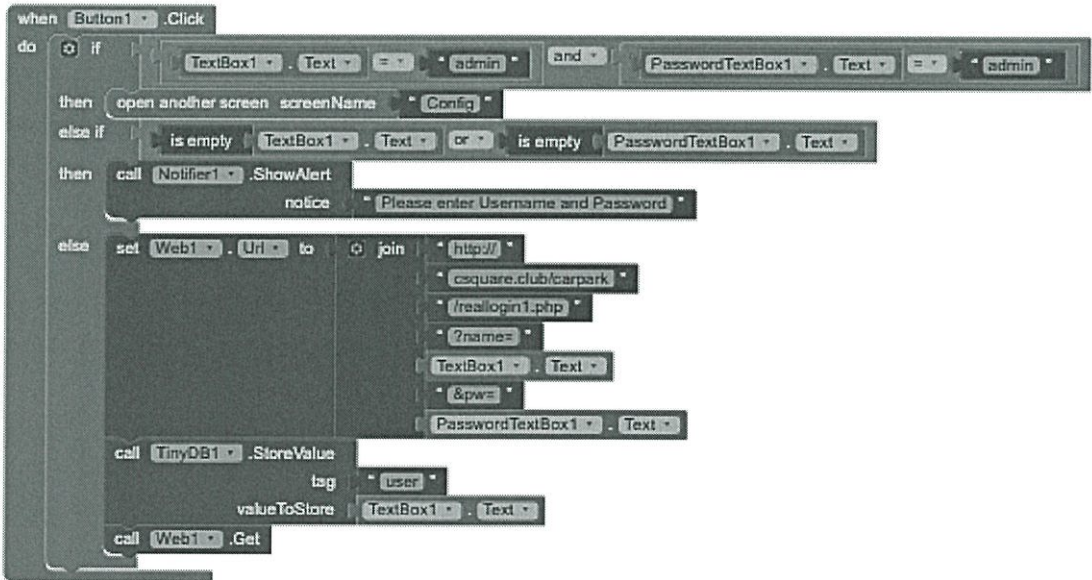 when Button1 .Click
do if TextBox1 . Text = " admin " and PasswordTextBox1 . Text = " admin "
then open another screen screenName " Config "
else if is empty TextBox1 . Text or is empty PasswordTextBox1 . Text
then call Notifier1 .ShowAlert
notice " Please enter Username and Password "
else set Web1 . Url to join " http:// "
" csquare.club/carpark "
" /reallogin1.php "
" ?name= "
TextBox1 . Text
" &pw= "
PasswordTextBox1 . Text
call TinyDB1 .StoreValue
tag " user "
valueToStore TextBox1 . Text
call Web1 .Get